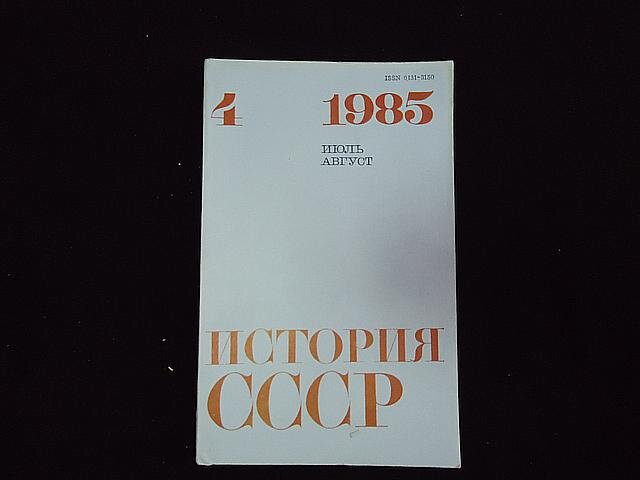 ISSN 0131-3150
4 1985
ИЮЛЬ
АВГУСТ
ИСТОРИЯ
СССР